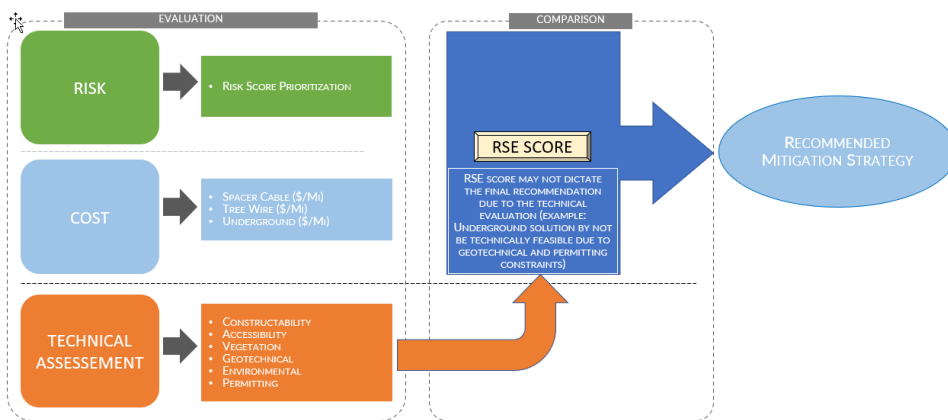 EVALUATION
COMPARISON
RISK
• RISK SCORE PRIORITIZATION
COST
• SPACER CABLE ($/MI)
• TREE WIRE ($/MI)
• UNDERGROUND ($/MI)
TECHNICAL
ASSESSEMENT
• CONSTRUCTABILITY
• ACCESSIBILITY
• VEGETATION
• GEOTECHNICAL
• ENVIRONMENTAL
• PERMITTING
RSE SCORE
RSE SCORE MAY NOT DICTATE
THE FINAL RECOMMENDATION
DUE TO THE TECHNICAL
EVALUATION (EXAMPLE:
UNDERGROUND SOLUTION BY NOT
BE TECHNICALLY FEASIBLE DUE TO
GEOTECHNICAL AND PERMITTING
CONSTRAINTS)
RECOMMENDED
MITIGATION STRATEGY